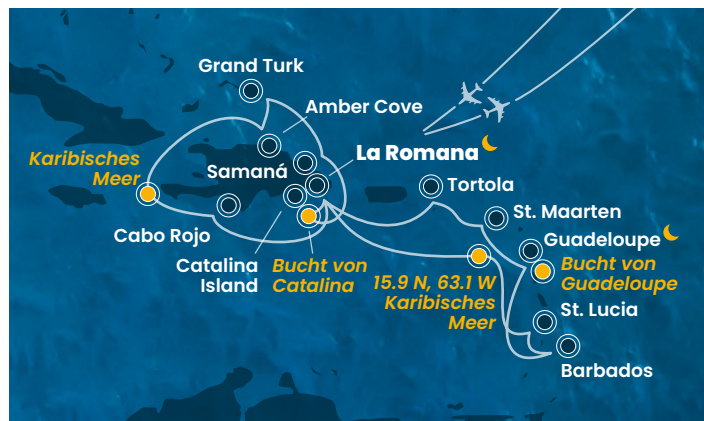 Grand Turk
Amber Cove
La Romana
Karibisches
Meer
Samaná
Tortola
St. Maarten
Cabo Rojo
Guadeloupe
Catalina
Island
Bucht von
Catalina
15.9 N, 63.1 W
Karibisches
Meer
Bucht von
Guadeloupe
St. Lucia
Barbados